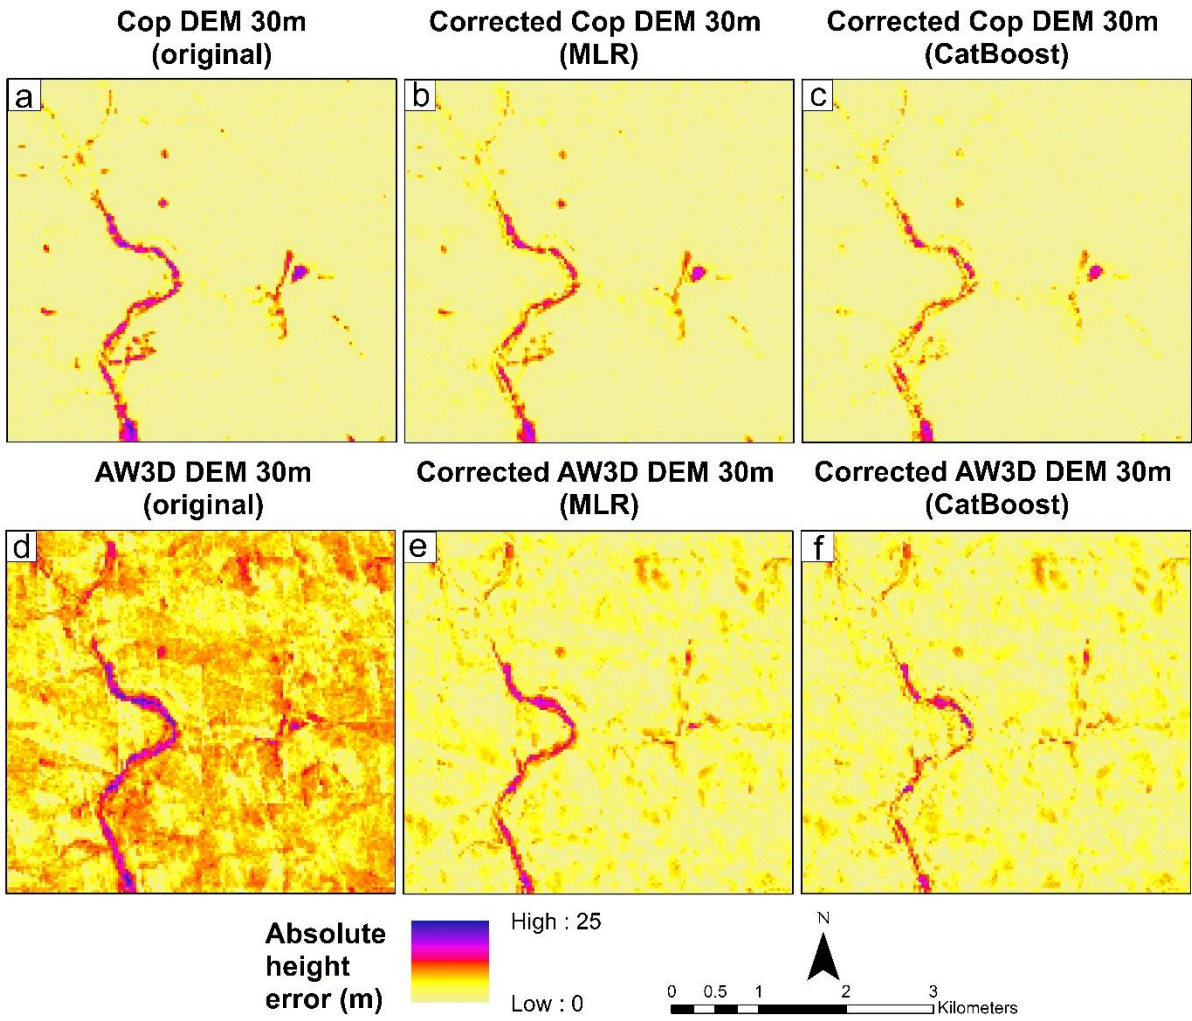 Cop DEM 30m
(original)
Corrected Cop DEM 30m
(MLR)
Corrected Cop DEM 30m
(CatBoost)
a
b
c
AW3D DEM 30m
(original)
Corrected AW3D DEM 30m
(MLR)
Corrected AW3D DEM 30m
(CatBoost)
d
e
f
Absolute
height
error (m)
High : 25
Low : 0
N
0 0.5 1 2 3
Kilometers